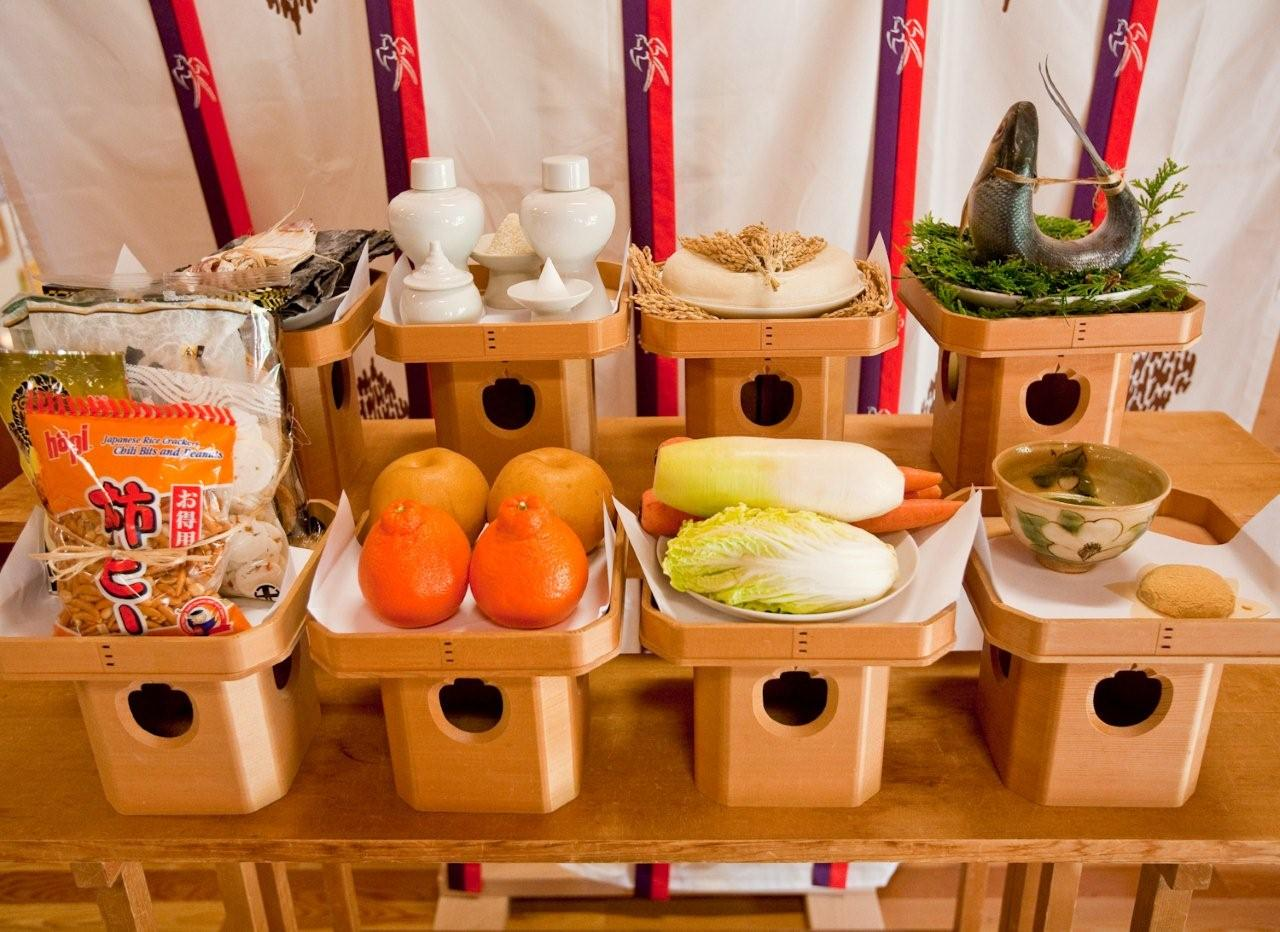 hapi
Japanese Rice Crackers
Chili Bits and Peanuts
お得用
柿ピー